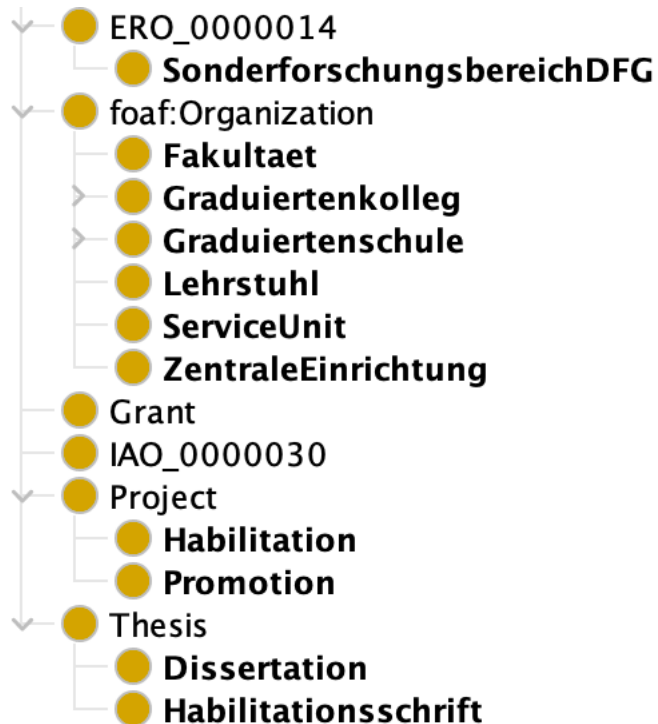 ERO_0000014
SonderforschungsbereichDFG
foaf:Organization
Fakultaet
Graduiertenkolleg
Graduiertenschule
Lehrstuhl
ServiceUnit
ZentraleEinrichtung
Grant
IAO_0000030
Project
Habilitation
Promotion
Thesis
Dissertation
Habilitationsschrift